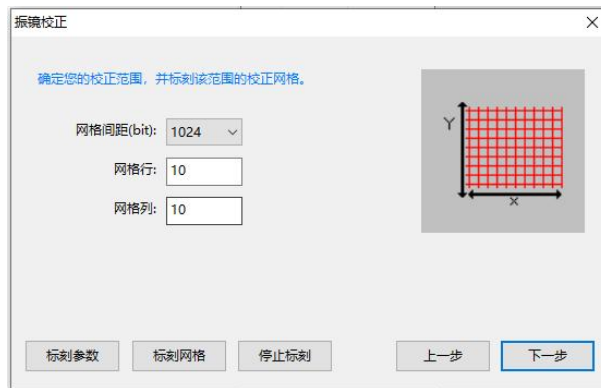 振镜校正
确定您的校正范围，并标刻该范围的校正网格。
网格间距(bit): 1024
网格行: 10
网格列: 10
Y
X
标刻参数 标刻网格 停止标刻 上一步 下一步